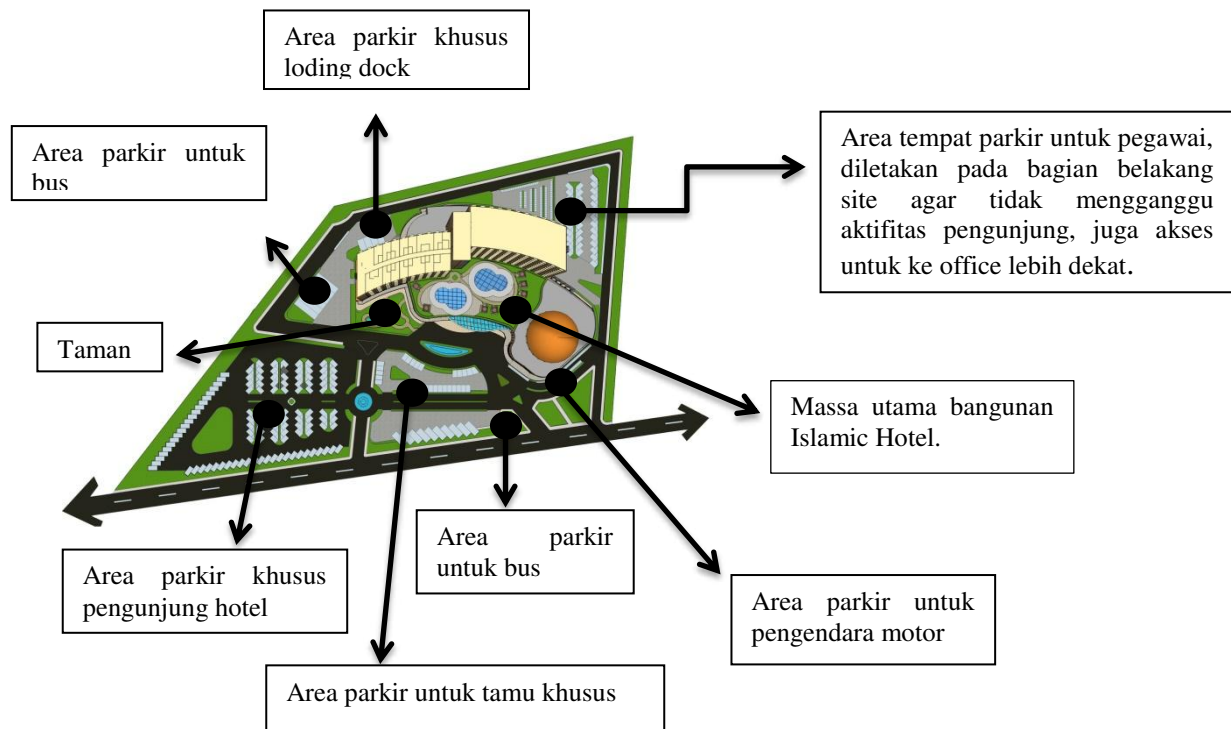 Area parkir khusus
loding dock
Area parkir untuk
bus
Area tempat parkir untuk pegawai,
diletakan pada bagian belakang
site agar tidak mengganggu
aktifitas pengunjung, juga akses
untuk ke office lebih dekat.
Taman
Massa utama bangunan
Islamic Hotel.
Area parkir
untuk bus
Area parkir khusus
pengunjung hotel
Area parkir untuk
pengendara motor
Area parkir untuk tamu khusus